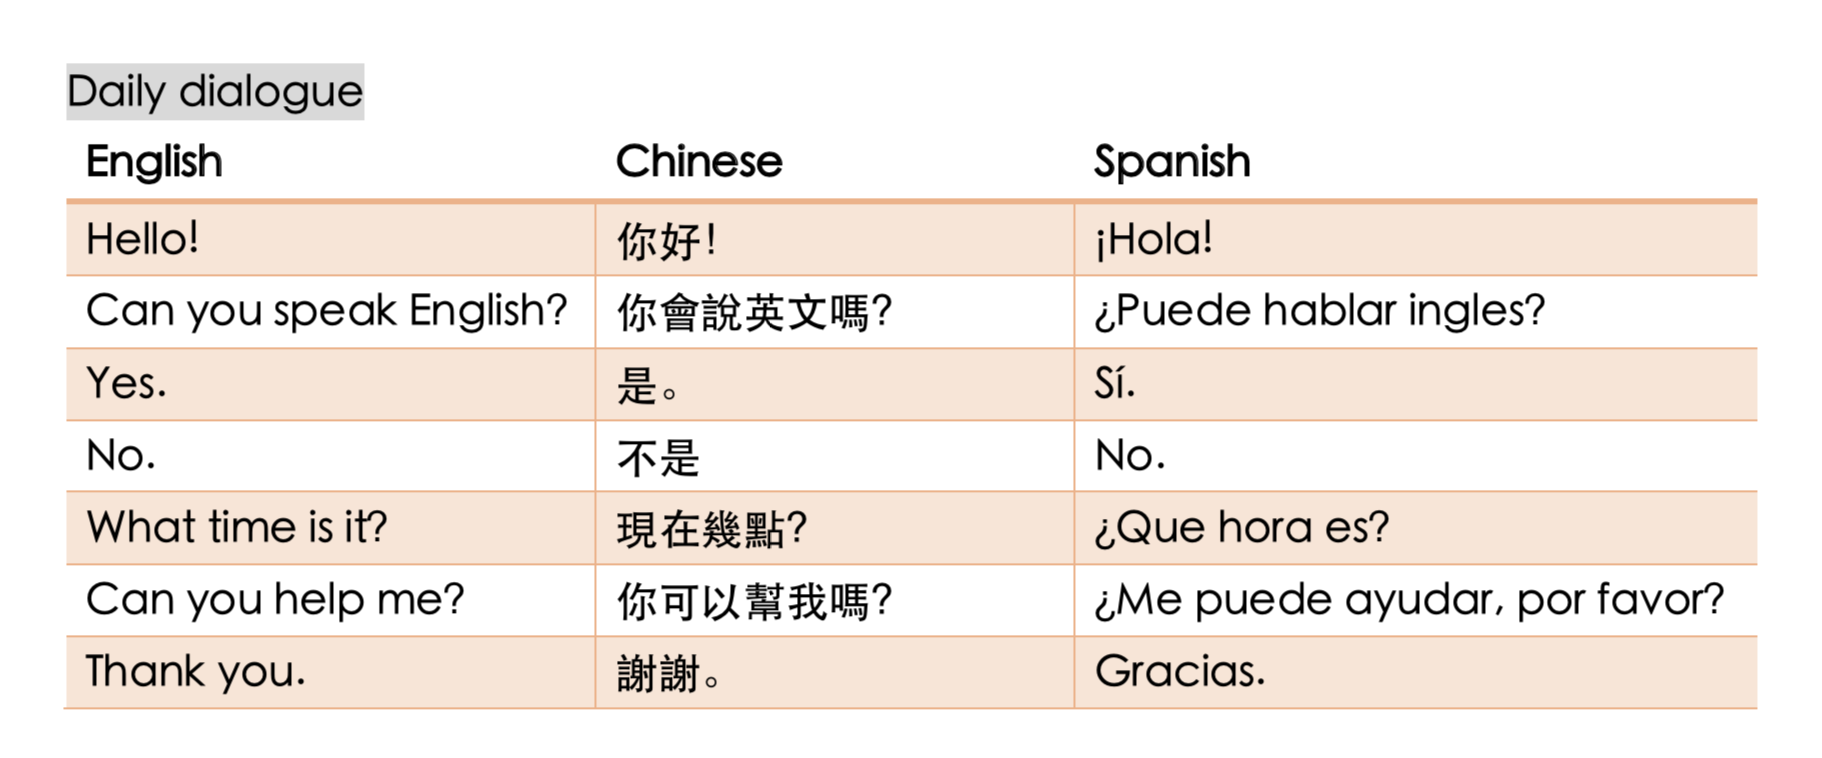 Daily dialogue
English Chinese Spanish
Hello! 你好! ¡Hola!
Can you speak English? 你會說英文嗎? ¿Puede hablar ingles?
Yes. 是。 Sí.
No. 不是 No.
What time is it? 現在幾點? ¿Que hora es?
Can you help me? 你可以幫我嗎? ¿Me puede ayudar, por favor?
Thank you. 謝謝。 Gracias.